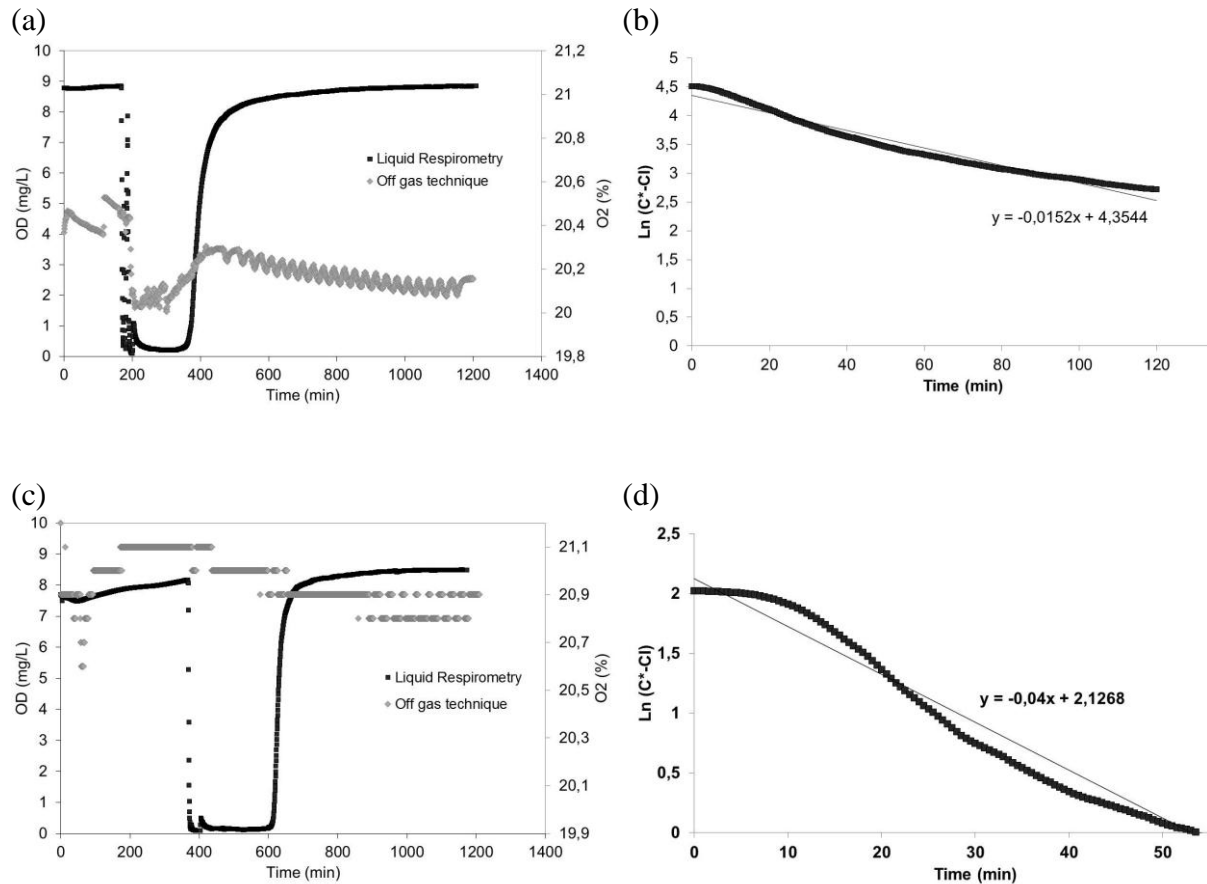 (a)
10
9
8
7
6
5
4
3
2
1
0
OD (mg/L)
21,2
21
20,8
20,6
20,4
20,2
20
19,8
O2 (%)
Liquid Respirometry
Off gas technique
0 200 400 600 800 1000 1200 1400
Time (min)
(b)
5
4,5
4
3,5
3
2,5
2
1,5
1
0,5
0
Ln (C*-Cl)
y = -0,0152x + 4,3544
0 20 40 60 80 100 120
Time (min)
(c)
10
9
8
7
6
5
4
3
2
1
0
OD (mg/L)
21,1
20,9
20,7
20,5
20,3
20,1
19,9
O2 (%)
Liquid Respirometry
Off gas technique
0 200 400 600 800 1000 1200 1400
Time (min)
(d)
2,5
2
1,5
1
0,5
0
Ln (C*-Cl)
y = -0,04x + 2,1268
0 10 20 30 40 50
Time (min)